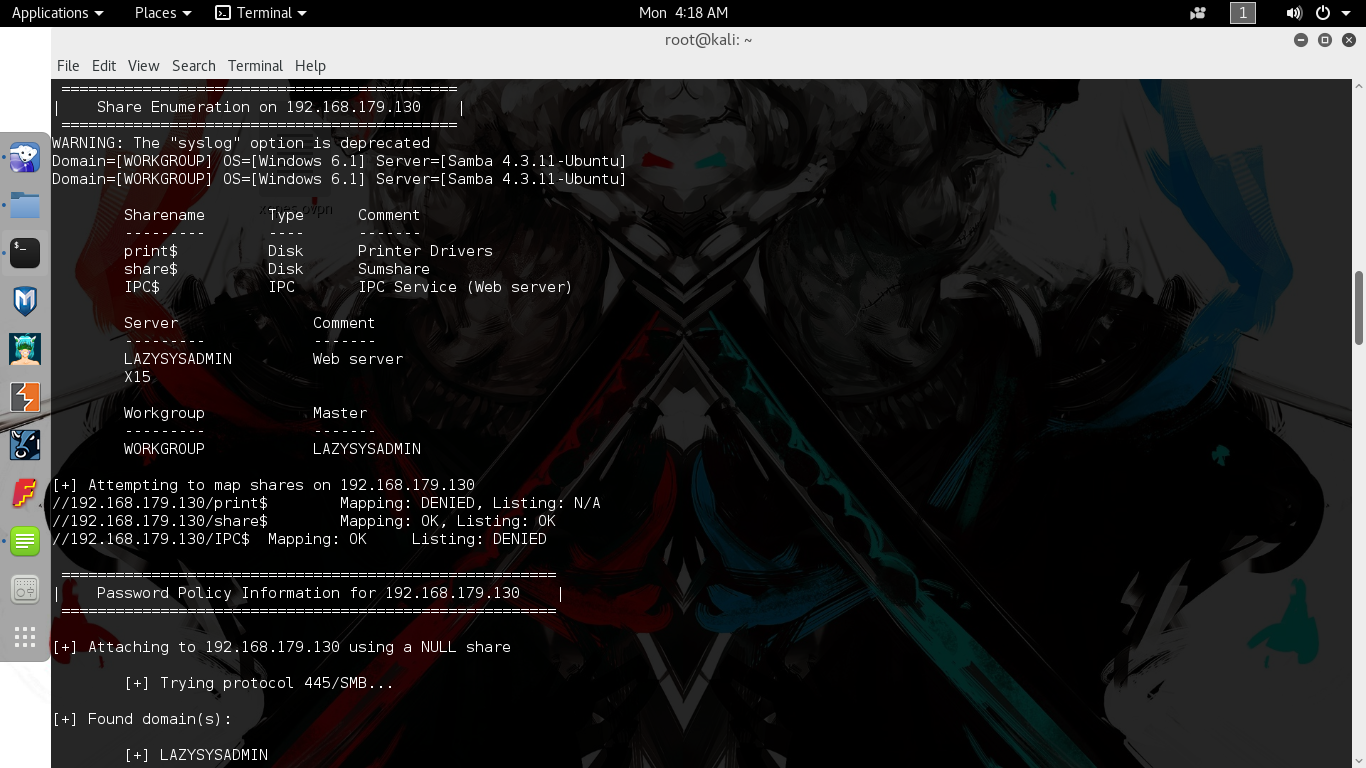 Applications Places Terminal Mon 4:18 AM 1
root@kali: ~
File Edit View Search Terminal Help
=============================================
| Share Enumeration on 192.168.179.130 |
=============================================
WARNING: The "syslog" option is deprecated
Domain=[WORKGROUP] OS=[Windows 6.1] Server=[Samba 4.3.11-Ubuntu]
Domain=[WORKGROUP] OS=[Windows 6.1] Server=[Samba 4.3.11-Ubuntu]
Sharename Type Comment
--------- ---- -------
print$ Disk Printer Drivers
share$ Disk Sumshare
IPC$ IPC IPC Service (Web server)
Server Comment
--------- -------
LAZYSYSADMIN Web server
X15
Workgroup Master
--------- -------
WORKGROUP LAZYSYSADMIN
[+] Attempting to map shares on 192.168.179.130
//192.168.179.130/print$ Mapping: DENIED, Listing: N/A
//192.168.179.130/share$ Mapping: OK, Listing: OK
//192.168.179.130/IPC$ Mapping: OK Listing: DENIED
========================================================
| Password Policy Information for 192.168.179.130 |
========================================================
[+] Attaching to 192.168.179.130 using a NULL share
[+] Trying protocol 445/SMB...
[+] Found domain(s):
[+] LAZYSYSADMIN